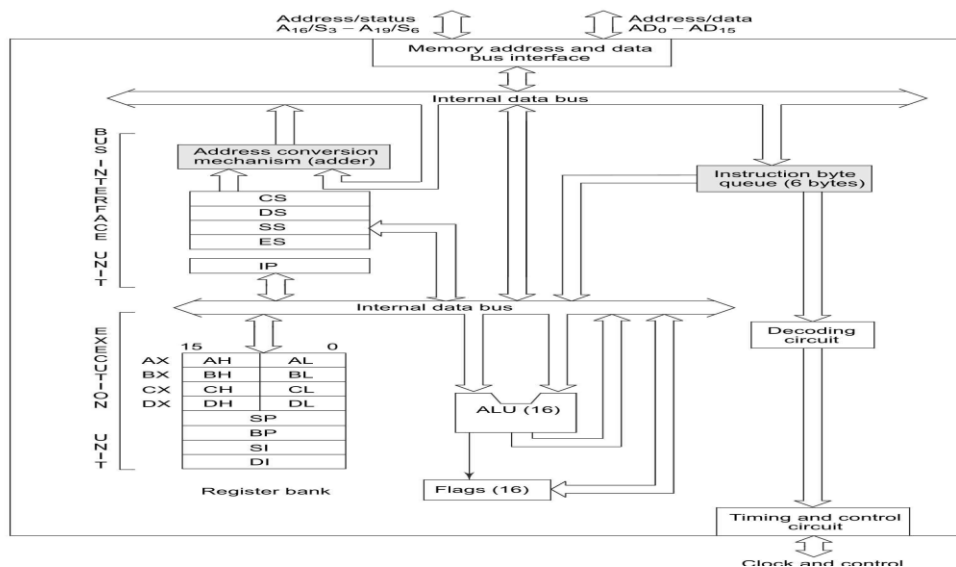 Address/status
A16/S3 – A19/S6
Address/data
AD0 – AD15
Memory address and data
bus interface
Internal data bus
BUS INTERFACE UNIT
Address conversion
mechanism (adder)
Instruction byte
queue (6 bytes)
CS
DS
SS
ES
IP
Internal data bus
EXECUTION UNIT
15 0
AX AH AL
BX BH BL
CX CH CL
DX DH DL
SP
BP
SI
DI
Register bank
ALU (16)
Flags (16)
Decoding
circuit
Timing and control
circuit
Clock and control